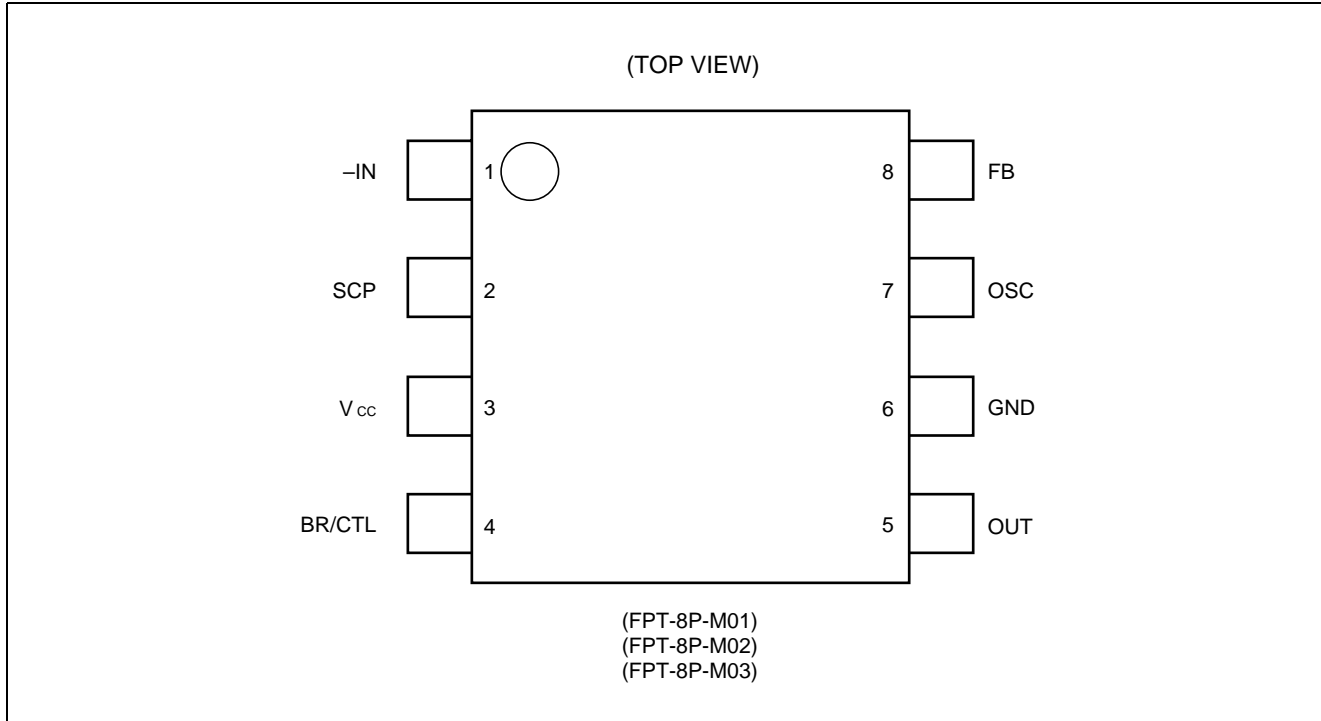 (TOP VIEW)
–IN 1 8 FB
SCP 2 7 OSC
VCC 3 6 GND
BR/CTL 4 5 OUT
(FPT-8P-M01)
(FPT-8P-M02)
(FPT-8P-M03)